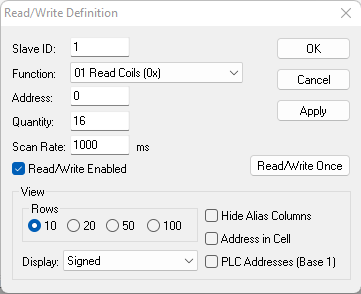 Read/Write Definition
Slave ID: 1
OK
Function: 01 Read Coils (0x)
Cancel
Address: 0
Apply
Quantity: 16
Scan Rate: 1000 ms
Read/Write Enabled
Read/Write Once
View
Rows
10 20 50 100
Hide Alias Columns
Address in Cell
Display: Signed
PLC Addresses (Base 1)